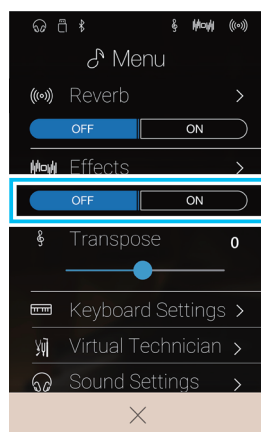 Menu
Reverb
OFF ON
Effects
OFF ON
Transpose 0
Keyboard Settings
Virtual Technician
Sound Settings